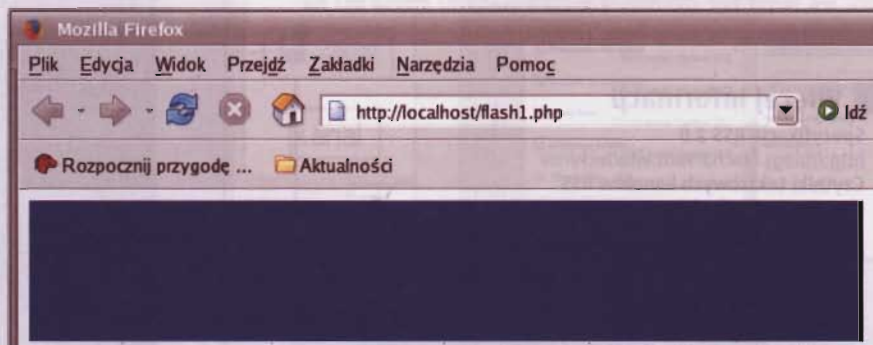 Mozilla Firefox
Plik Edycja Widok Przejdź Zakładki Narzędzia Pomoc
http://localhost/flash1.php Idź
Rozpocznij przygodę ... Aktualności